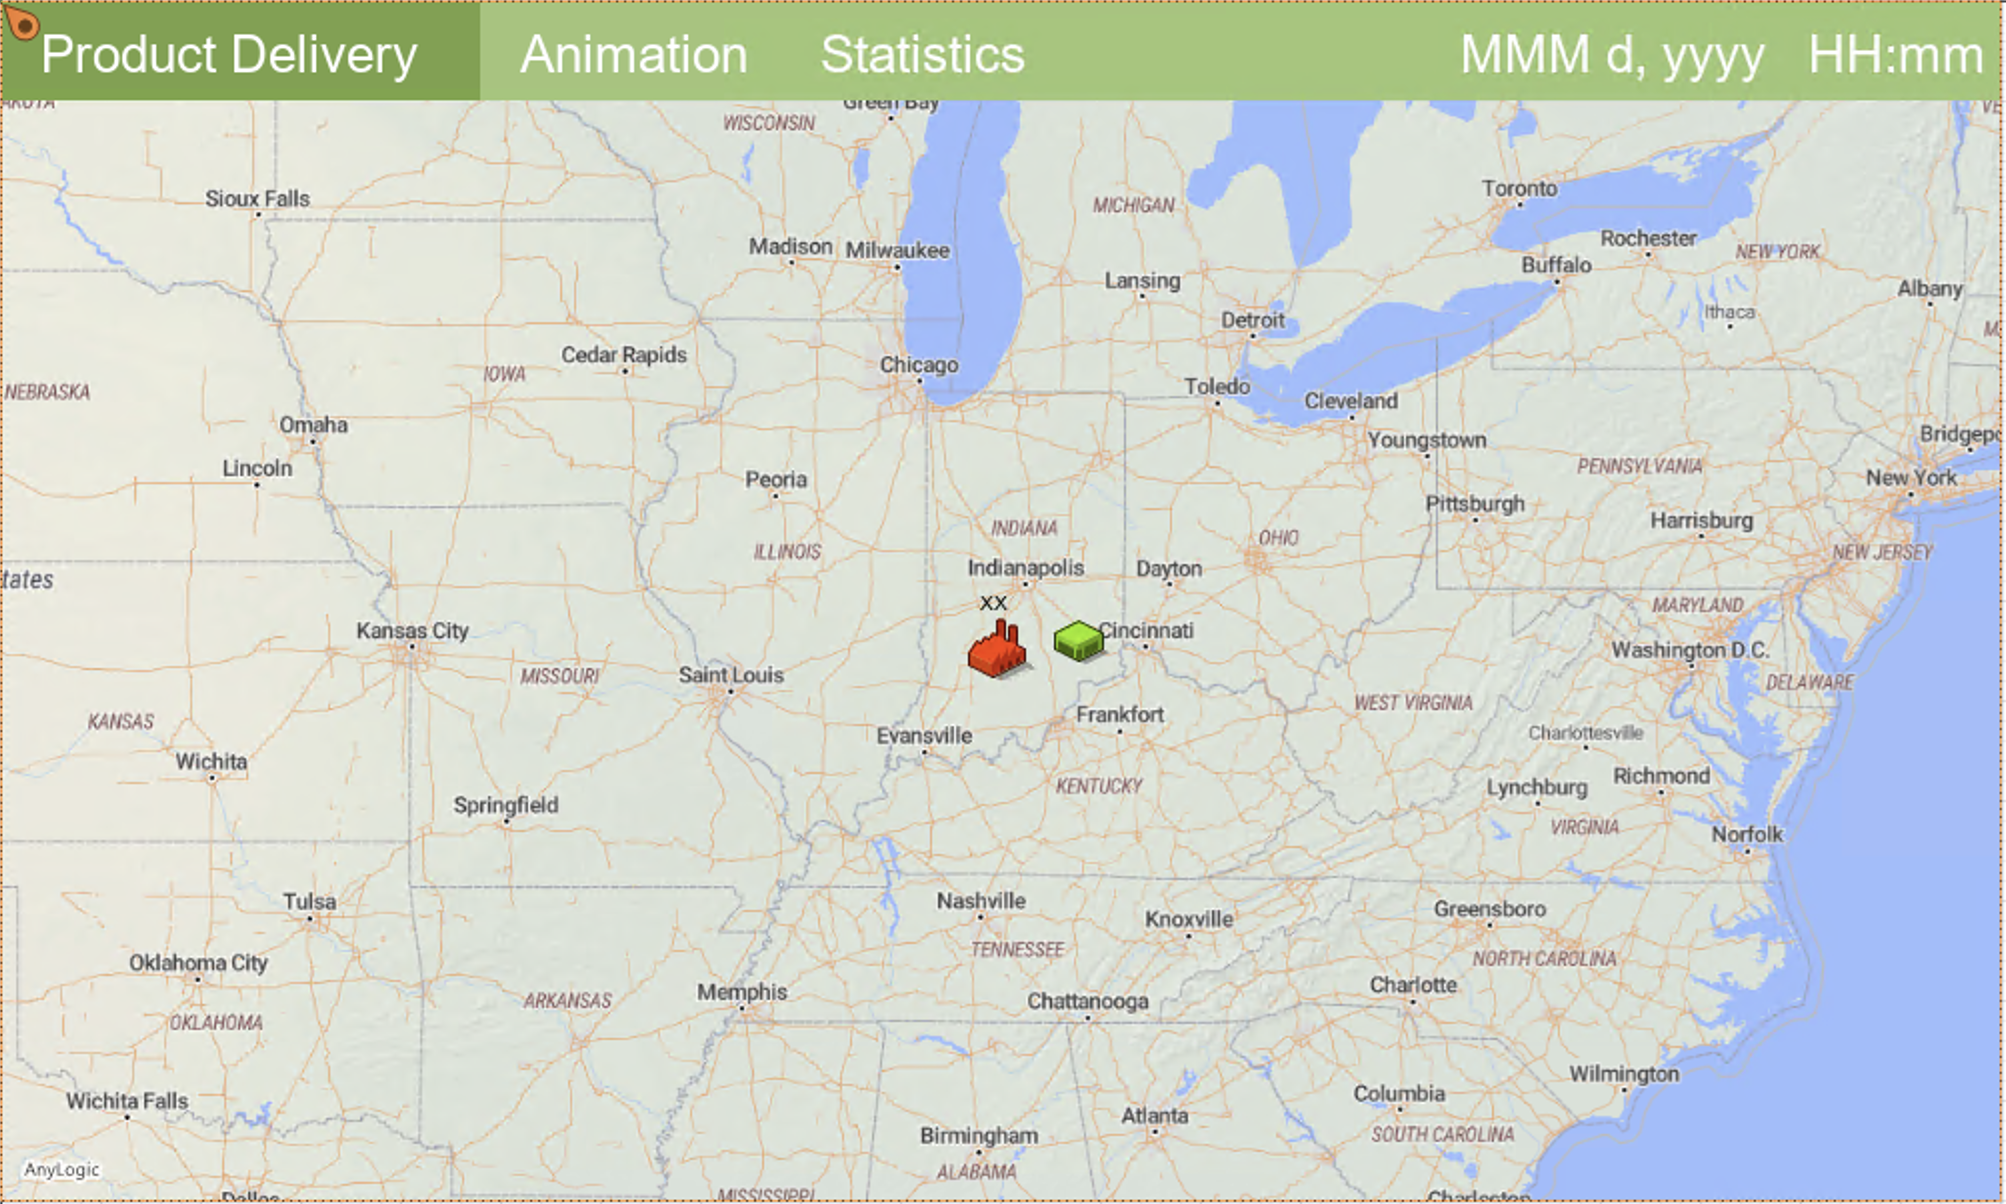 Product Delivery Animation Statistics MMM d, yyyy HH:mm
Green Bay
WISCONSIN
Sioux Falls
Toronto
MICHIGAN
Madison Milwaukee
Rochester
NEW YORK
Buffalo
Lansing
Albany
Ithaca
Detroit
Cedar Rapids
Chicago
IOWA
NEBRASKA
Toledo
Cleveland
Omaha
Youngstown
Bridgepo
Lincoln
PENNSYLVANIA
Peoria
New York
Pittsburgh
Harrisburg
INDIANA
OHIO
ILLINOIS
NEW JERSEY
Indianapolis
Dayton
tates
xx
MARYLAND
Kansas City
Cincinnati
Washington D.C.
MISSOURI
Saint Louis
DELAWARE
WEST VIRGINIA
KANSAS
Frankfort
Evansville
Charlottesville
Wichita
Richmond
KENTUCKY
Lynchburg
Springfield
VIRGINIA
Norfolk
Tulsa
Nashville
Greensboro
Knoxville
TENNESSEE
NORTH CAROLINA
Oklahoma City
Charlotte
Memphis
ARKANSAS
Chattanooga
OKLAHOMA
Wilmington
Columbia
Wichita Falls
Atlanta
Birmingham
SOUTH CAROLINA
AnyLogic
ALABAMA
MISSISSIPPI
Dallas
Charleston